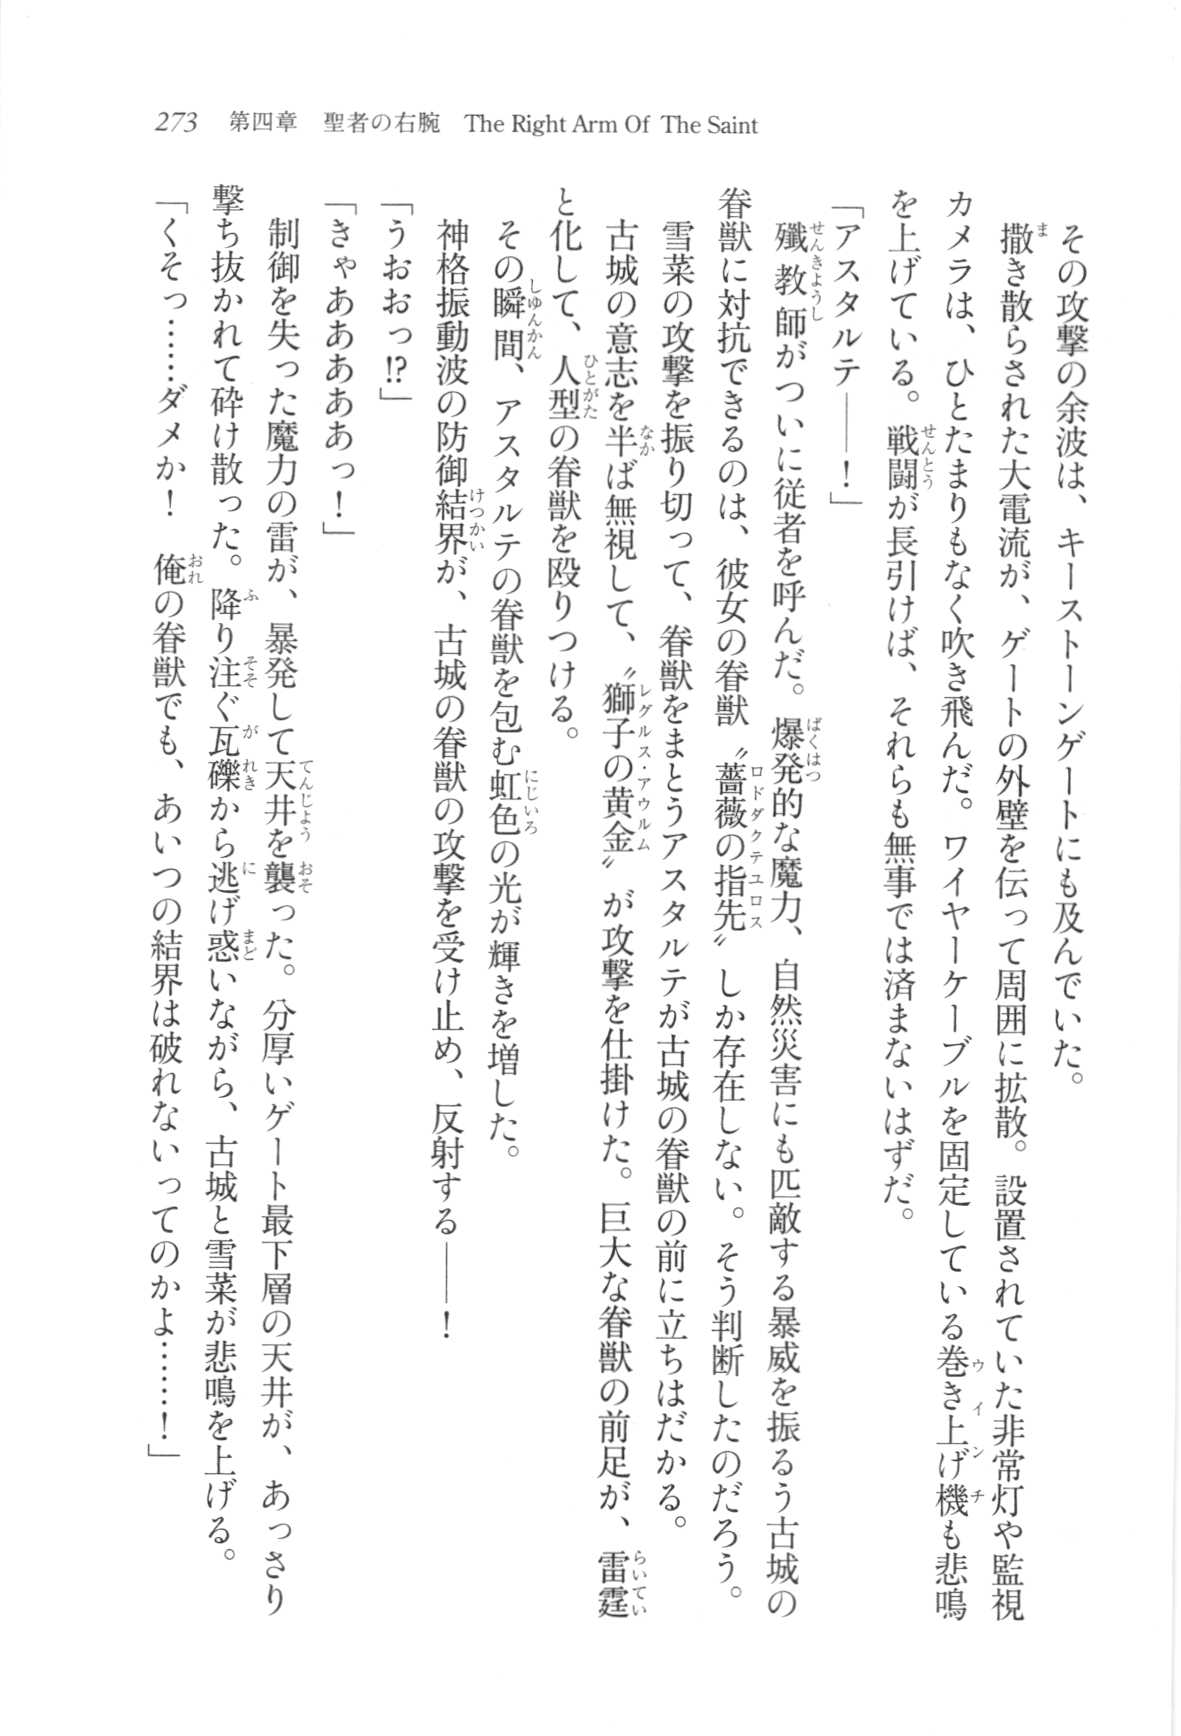 273　第四章　聖者の右腕　The Right Arm Of The Saint
　その攻撃の余波は、キーストーンゲートにも及んでいた。
　撒き散らされた大電流が、ゲートの外壁を伝って周囲に拡散。設置されていた非常灯や監視
カメラは、ひとたまりもなく吹き飛んだ。ワイヤーケーブルを固定している巻き上げ機も悲鳴
を上げている。戦闘が長引けば、それらも無事では済まないはずだ。
「アスタルテ――！」
　殲教師がついに従者を呼んだ。爆発的な魔力、自然災害にも匹敵する暴威を振るう古城の
眷獣に対抗できるのは、彼女の眷獣〝薔薇の指先〟しか存在しない。そう判断したのだろう。
　雪菜の攻撃を振り切って、眷獣をまとうアスタルテが古城の眷獣の前に立ちはだかる。
　古城の意志を半ば無視して、〝獅子の黄金〟が攻撃を仕掛けた。巨大な眷獣の前足が、雷霆
と化して、人型の眷獣を殴りつける。
　その瞬間、アスタルテの眷獣を包む虹色の光が輝きを増した。
　神格振動波の防御結界が、古城の眷獣の攻撃を受け止め、反射する――！
「うおおっ!?」
「きゃああああっ！」
　制御を失った魔力の雷が、暴発して天井を襲った。分厚いゲート最下層の天井が、あっさり
撃ち抜かれて砕け散った。降り注ぐ瓦礫から逃げ惑いながら、古城と雪菜が悲鳴を上げる。
「くそっ……ダメか！　俺の眷獣でも、あいつの結界は破れないってのかよ……！」